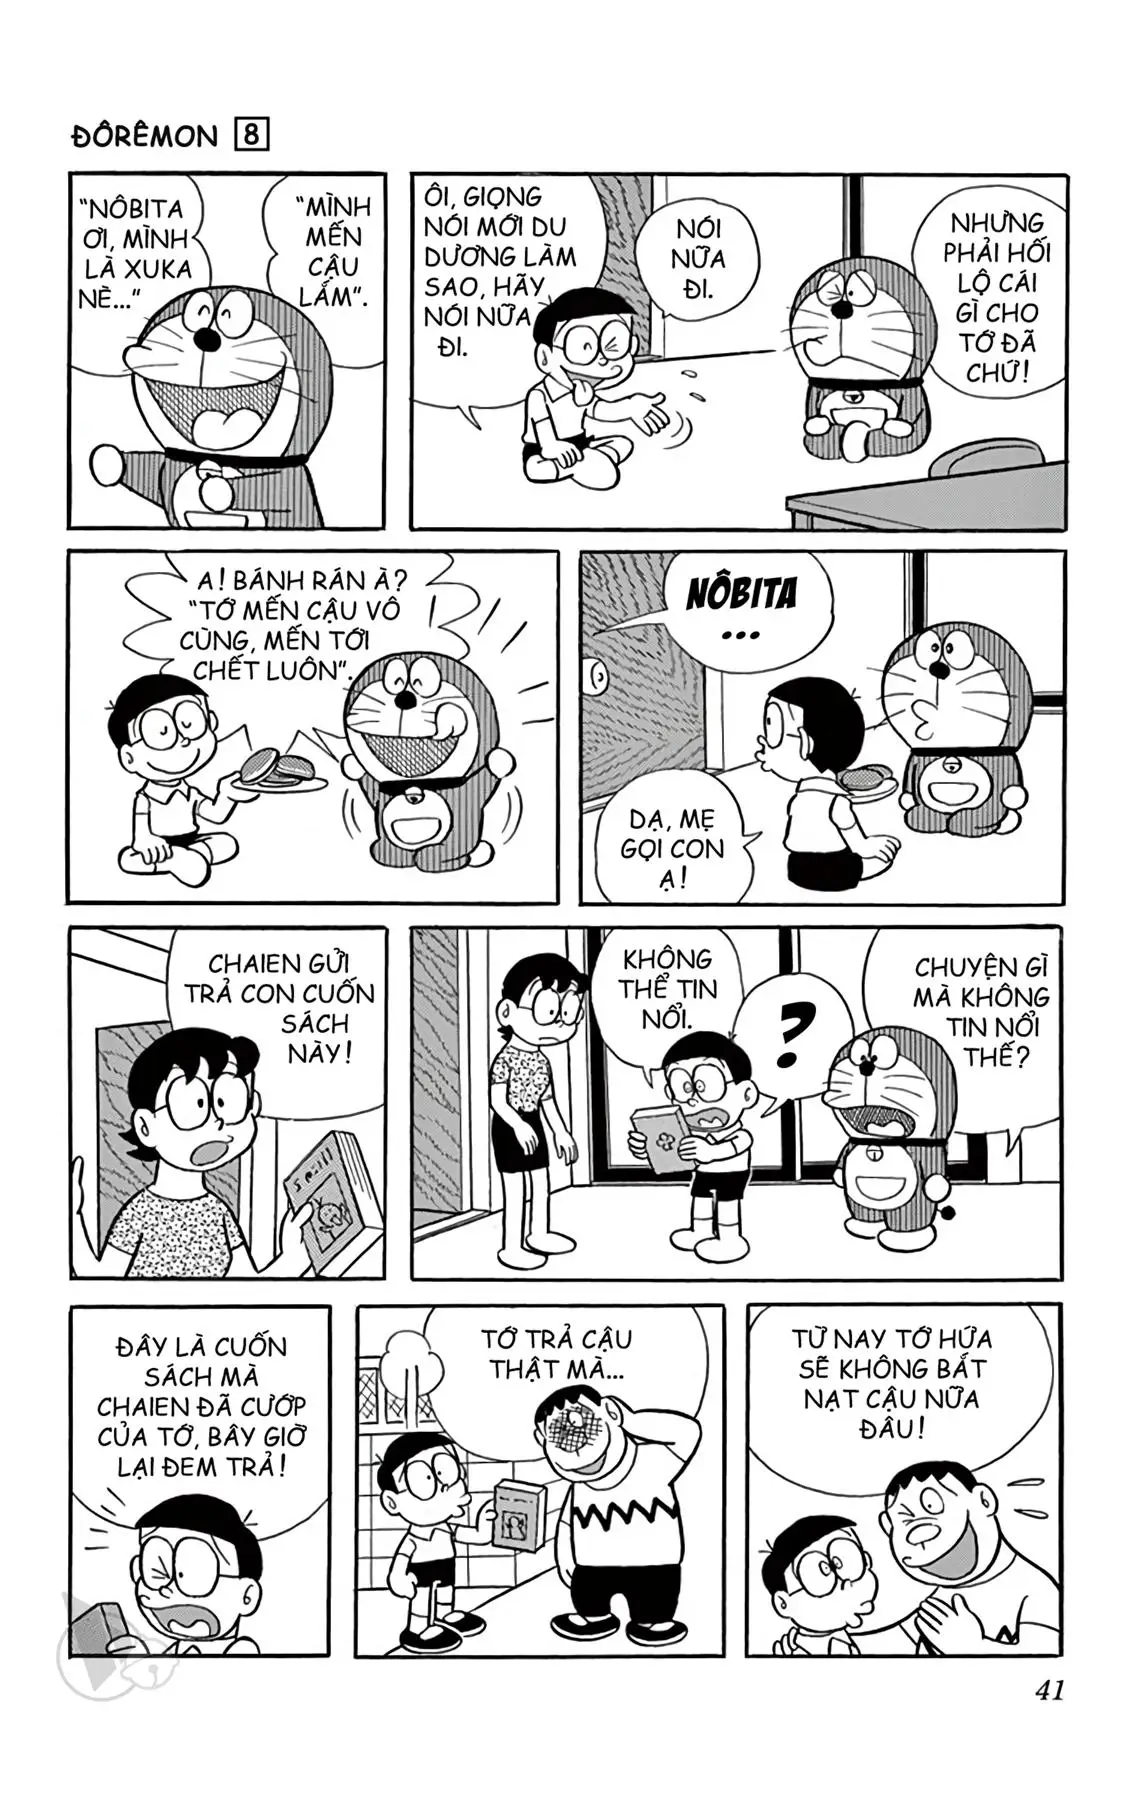 ĐÔRÊMON 8
"NÔBITA
ƠI, MÌNH
LÀ XUKA
NÈ..."
"MÌNH
MẾN
CẬU
LẮM".
ÔI, GIỌNG
NÓI MỚI DU
DƯƠNG LÀM
SAO, HÃY
NÓI NỮA
ĐI.
NÓI
NỮA
ĐI.
NHƯNG
PHẢI HỐI
LỘ CÁI
GÌ CHO
TỚ ĐÃ
CHỨ!
A! BÁNH RÁN À?
"TỚ MẾN CẬU VÔ
CÙNG, MẾN TỚI
CHẾT LUÔN".
NÔBITA
...
DẠ, MẸ
GỌI CON
Ạ!
CHAIEN GỬI
TRẢ CON CUỐN
SÁCH
NÀY!
KHÔNG
THỂ TIN
NỔI.
?
CHUYỆN GÌ
MÀ KHÔNG
TIN NỔI
THẾ?
ĐÂY LÀ CUỐN
SÁCH MÀ
CHAIEN ĐÃ CƯỚP
CỦA TỚ, BÂY GIỜ
LẠI ĐEM TRẢ!
TỚ TRẢ CẬU
THẬT MÀ...
TỪ NAY TỚ HỨA
SẼ KHÔNG BẮT
NẠT CẬU NỮA
ĐÂU!
41